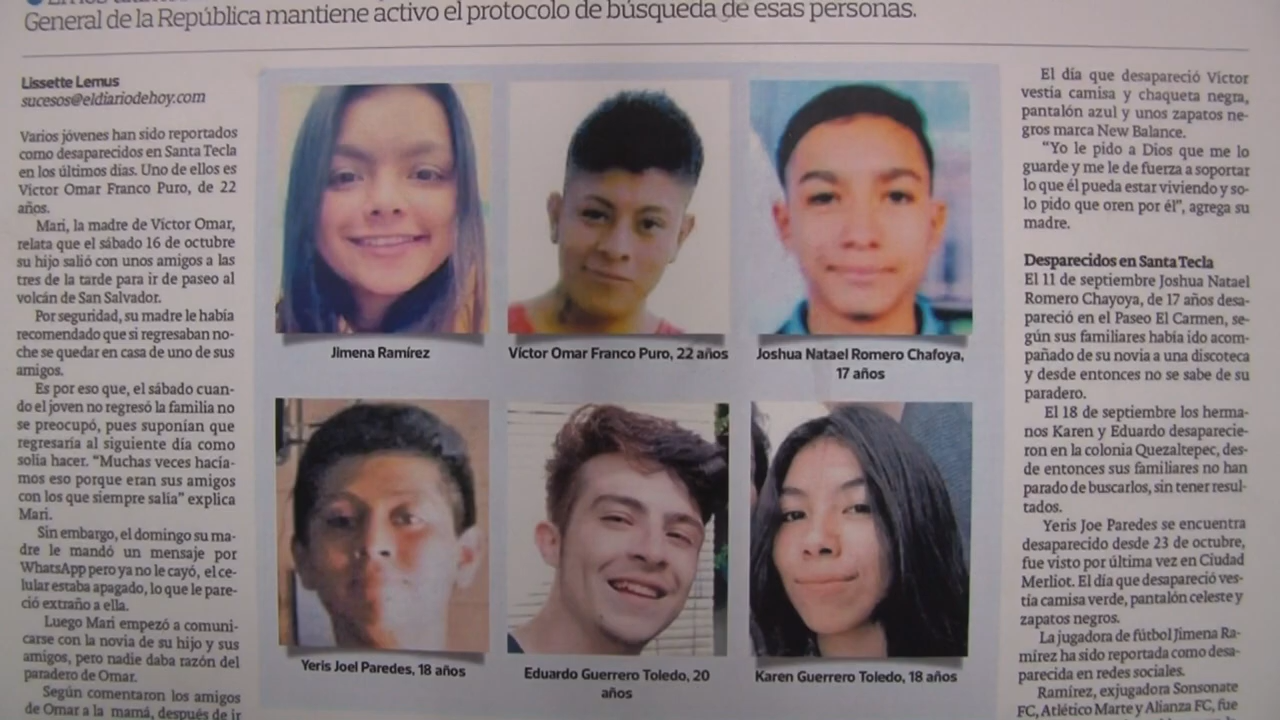 General de la República mantiene activo el protocolo de búsqueda de esas personas.
Lissette Lemus
sucesos@eldiariodehoy.com
Varios jóvenes han sido reportados
como desaparecidos en Santa Tecla
en los últimos días. Uno de ellos es
Víctor Omar Franco Puro, de 22
años.
Mari, la madre de Víctor Omar,
relata que el sábado 16 de octubre
su hijo salió con unos amigos a las
tres de la tarde para ir de paseo al
volcán de San Salvador.
Por seguridad, su madre le había
recomendado que si regresaban no-
che se quedar en casa de uno de sus
amigos.
Es por eso que, el sábado cuan-
do el joven no regresó la familia no
se preocupó, pues suponían que
regresaría al siguiente día como
solía hacer. “Muchas veces hacía-
mos eso porque eran sus amigos
con los que siempre salía” explica
Mari.
Sin embargo, el domingo su ma-
dre le mandó un mensaje por
WhatsApp pero ya no le cayó, el ce-
lular estaba apagado, lo que le pare-
ció extraño a ella.
Luego Mari empezó a comuni-
carse con la novia de su hijo y sus
amigos, pero nadie daba razón del
paradero de Omar.
Según comentaron los amigos
de Omar a la mamá, después de ir
Jimena Ramírez
Víctor Omar Franco Puro, 22 años
Joshua Natael Romero Chafoya,
17 años
Yeris Joel Paredes, 18 años
Eduardo Guerrero Toledo, 20
años
Karen Guerrero Toledo, 18 años
El día que desapareció Víctor
vestía camisa y chaqueta negra,
pantalón azul y unos zapatos ne-
gros marca New Balance.
“Yo le pido a Dios que me lo
guarde y me le de fuerza a soportar
lo que él pueda estar viviendo y so-
lo pido que oren por él”, agrega su
madre.
Desparecidos en Santa Tecla
El 11 de septiembre Joshua Natael
Romero Chayoya, de 17 años desa-
pareció en el Paseo El Carmen, se-
gún sus familiares había ido acom-
pañado de su novia a una discoteca
y desde entonces no se sabe de su
paradero.
El 18 de septiembre los herma-
nos Karen y Eduardo desaparecie-
ron en la colonia Quezaltepec, des-
de entonces sus familiares no han
parado de buscarlos, sin tener resul-
tados.
Yeris Joe Paredes se encuentra
desaparecido desde 23 de octubre,
fue visto por última vez en Ciudad
Merliot. El día que desapareció ves-
tía camisa verde, pantalón celeste y
zapatos negros.
La jugadora de fútbol Jimena Ra-
mírez ha sido reportada como desa-
parecida en redes sociales.
Ramírez, exjugadora Sonsonate
FC, Atlético Marte y Alianza FC, fue